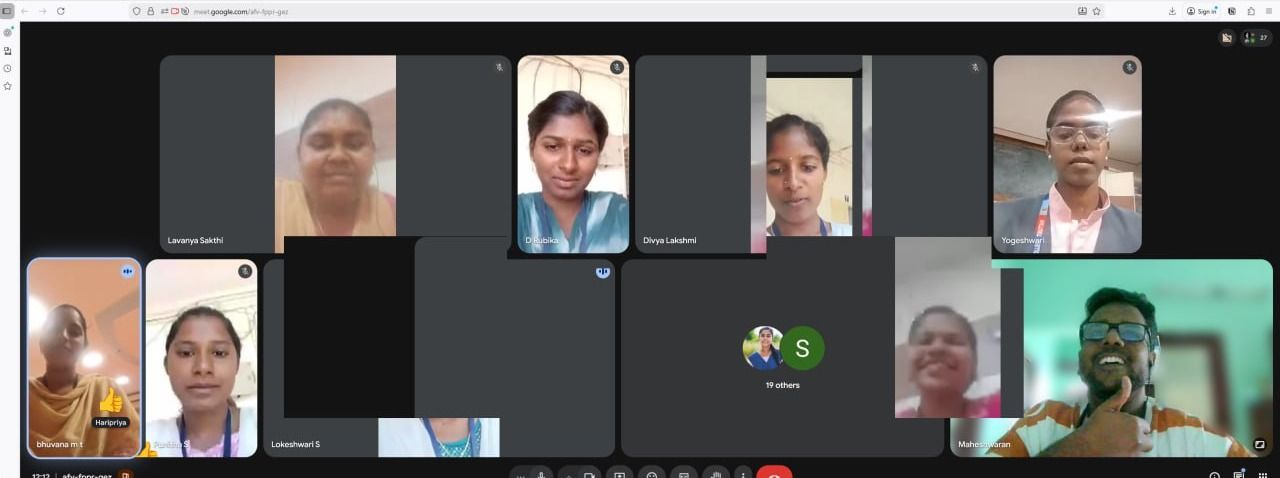 meet.google.com/afv-fppr-gez
Sign in
27
Lavanya Sakthi
D Rubika
Divya Lakshmi
Yogeshwari
Haripriya
bhuvana m t
S
Lokeshwari S
S
19 others
Maheshwaran
12:12 | afv-fppr-gez